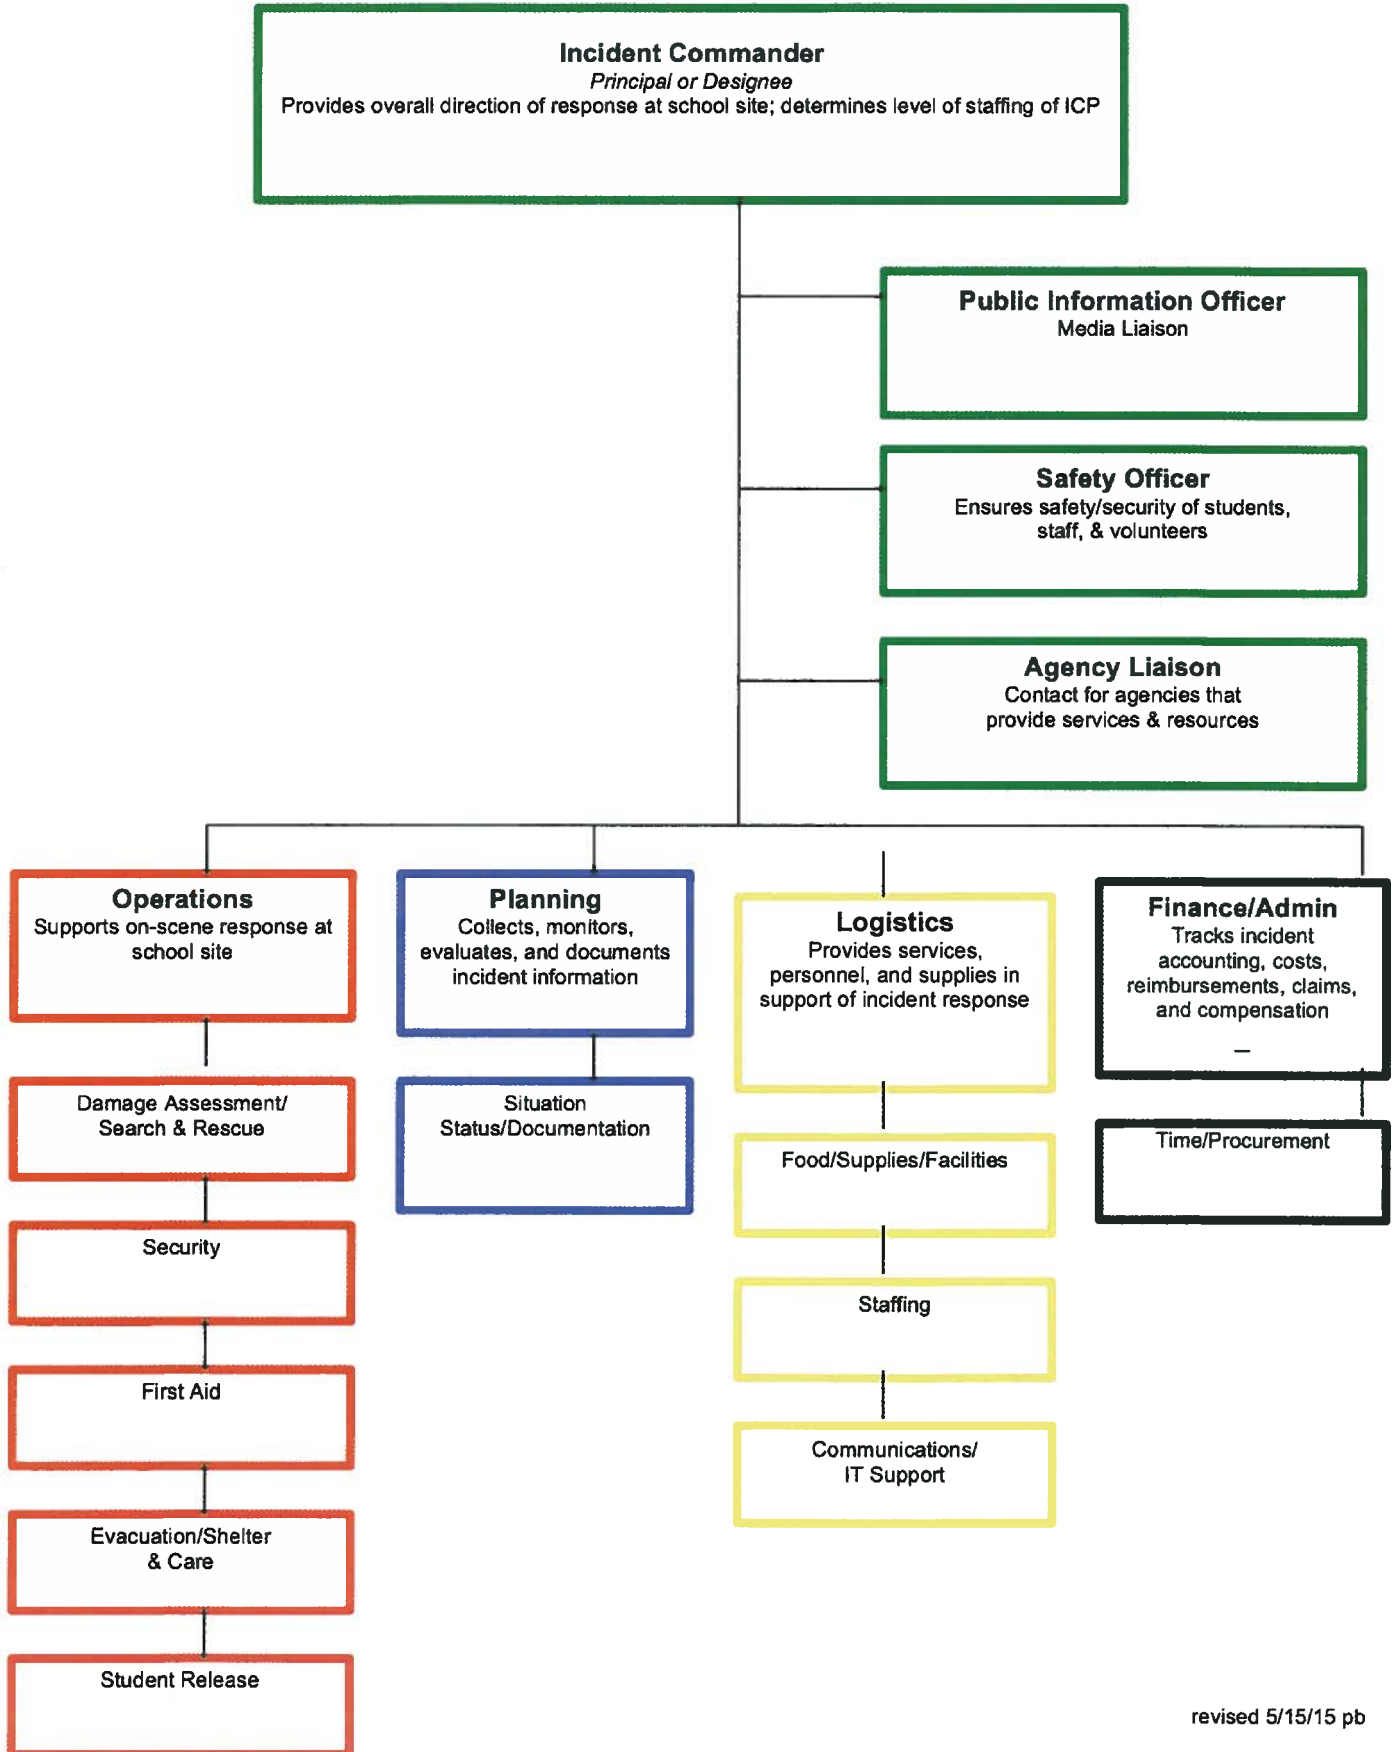 Incident Commander
Principal or Designee
Provides overall direction of response at school site; determines level of staffing of ICP
Public Information Officer
Media Liaison
Safety Officer
Ensures safety/security of students,
staff, & volunteers
Agency Liaison
Contact for agencies that
provide services & resources
Operations
Supports on-scene response at
school site
Planning
Collects, monitors,
evaluates, and documents
incident information
Logistics
Provides services,
personnel, and supplies in
support of incident response
Finance/Admin
Tracks incident
accounting, costs,
reimbursements, claims,
and compensation
_
Damage Assessment/
Search & Rescue
Situation
Status/Documentation
Food/Supplies/Facilities
Time/Procurement
Security
Staffing
First Aid
Communications/
IT Support
Evacuation/Shelter
& Care
Student Release
revised 5/15/15 pb